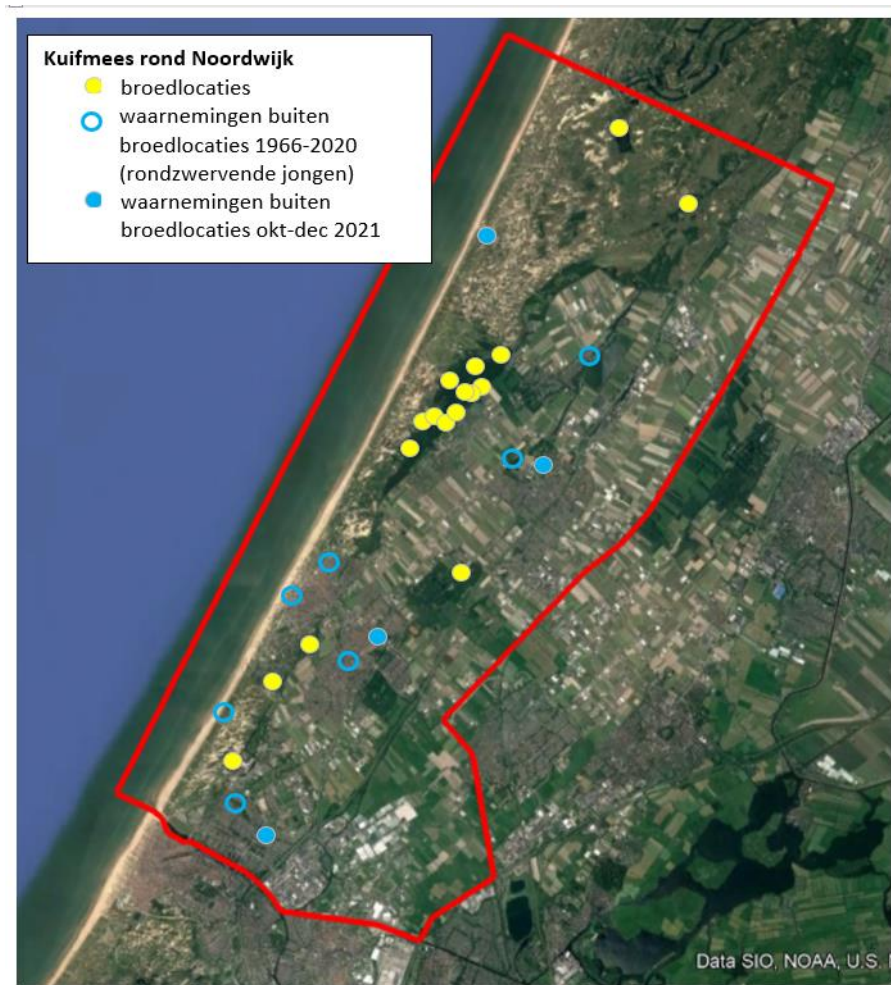 Kuifmees rond Noordwijk
broedlocaties
waarnemingen buiten
broedlocaties 1966-2020
(rondzwervende jongen)
waarnemingen buiten
broedlocaties okt-dec 2021
Data SIO, NOAA, U.S.